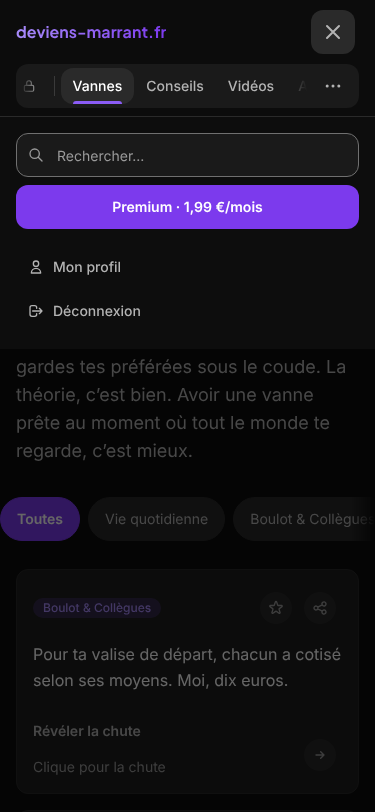 deviens-marrant.fr
Vannes
Conseils
Vidéos
Rechercher...
Premium · 1,99 €/mois
Mon profil
Déconnexion
gardes tes préférées sous le coude. La
théorie, c'est bien. Avoir une vanne
prête au moment où tout le monde te
regarde, c'est mieux.
Toutes
Vie quotidienne
Boulot & Collègues
Boulot & Collègues
Pour ta valise de départ, chacun a cotisé
selon ses moyens. Moi, dix euros.
Révéler la chute
Clique pour la chute